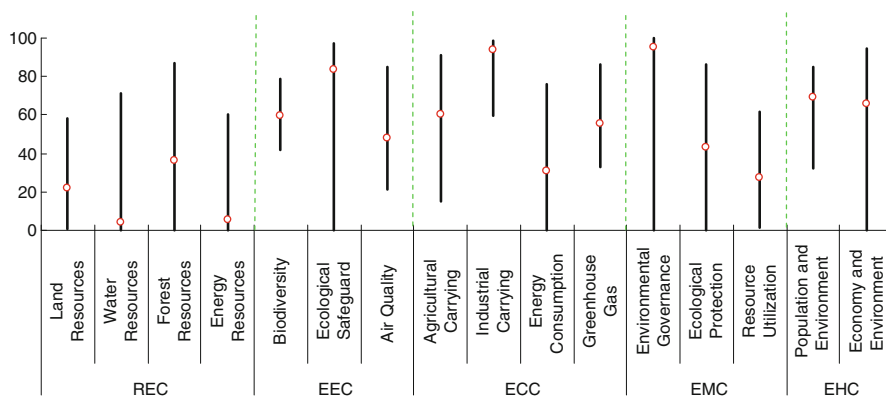 100
80
60
40
20
0
Land
Resources
Water
Resources
Forest
Resources
Energy
Resources
Biodiversity
Ecological
Safeguard
Air Quality
Agricultural
Carrying
Industrial
Carrying
Energy
Consumption
Greenhouse
Gas
Environmental
Governance
Ecological
Protection
Resource
Utilization
Population and
Environment
Economy and
Environment
REC
EEC
ECC
EMC
EHC